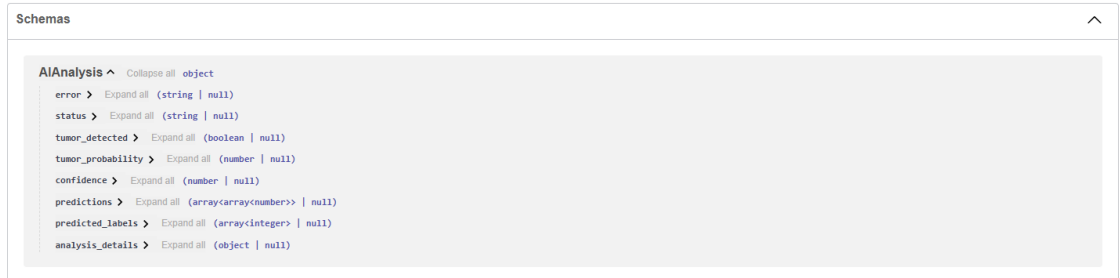 Schemas
AIAnalysis Collapse all object
error Expand all (string | null)
status Expand all (string | null)
tumor_detected Expand all (boolean | null)
tumor_probability Expand all (number | null)
confidence Expand all (number | null)
predictions Expand all (array<array<number>> | null)
predicted_labels Expand all (array<integer> | null)
analysis_details Expand all (object | null)